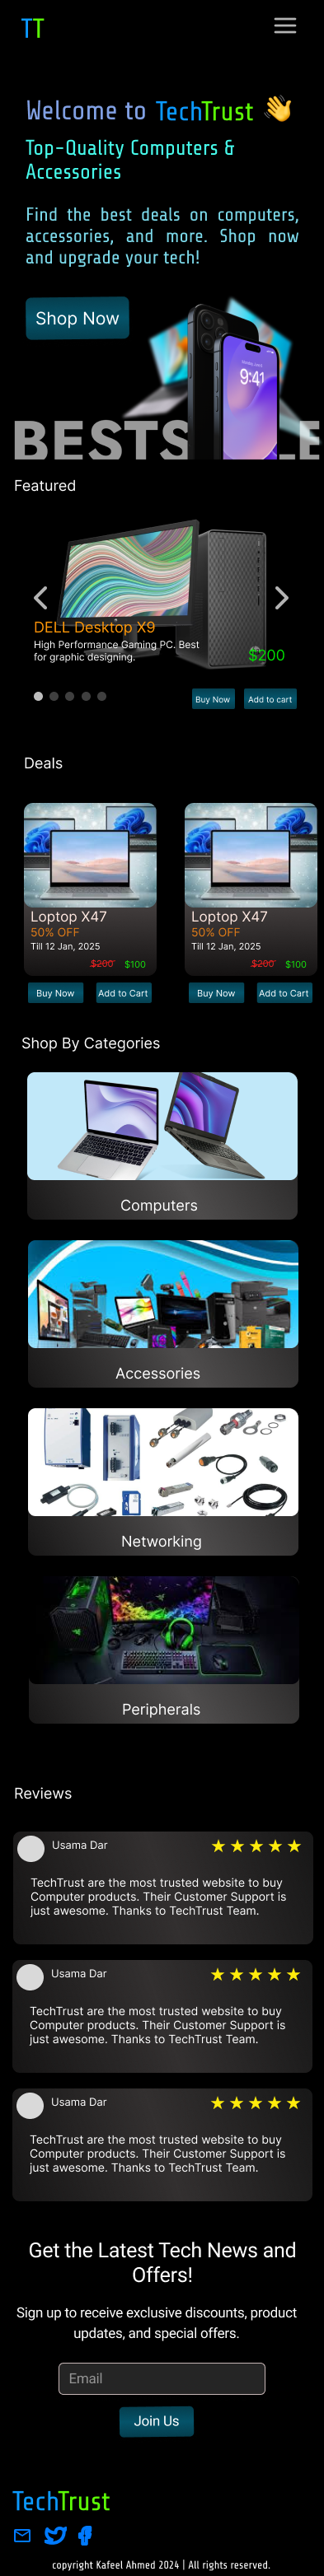 TT
Welcome to TechTrust 👋
Top-Quality Computers &
Accessories
Find the best deals on computers,
accessories, and more. Shop now
and upgrade your tech!
Shop Now
9:41
BESTS LE
Featured
DELL Desktop X9
High Performance Gaming PC. Best
for graphic designing.
$200
Buy Now
Add to cart
Deals
Loptop X47
50% OFF
Till 12 Jan, 2025
$200 $100
Buy Now
Add to Cart
Loptop X47
50% OFF
Till 12 Jan, 2025
$200 $100
Buy Now
Add to Cart
Shop By Categories
Computers
Accessories
Networking
Peripherals
Reviews
Usama Dar
TechTrust are the most trusted website to buy
Computer products. Their Customer Support is
just awesome. Thanks to TechTrust Team.
Usama Dar
TechTrust are the most trusted website to buy
Computer products. Their Customer Support is
just awesome. Thanks to TechTrust Team.
Usama Dar
TechTrust are the most trusted website to buy
Computer products. Their Customer Support is
just awesome. Thanks to TechTrust Team.
Get the Latest Tech News and
Offers!
Sign up to receive exclusive discounts, product
updates, and special offers.
Email
Join Us
TechTrust
copyright Kafeel Ahmed 2024 | All rights reserved.